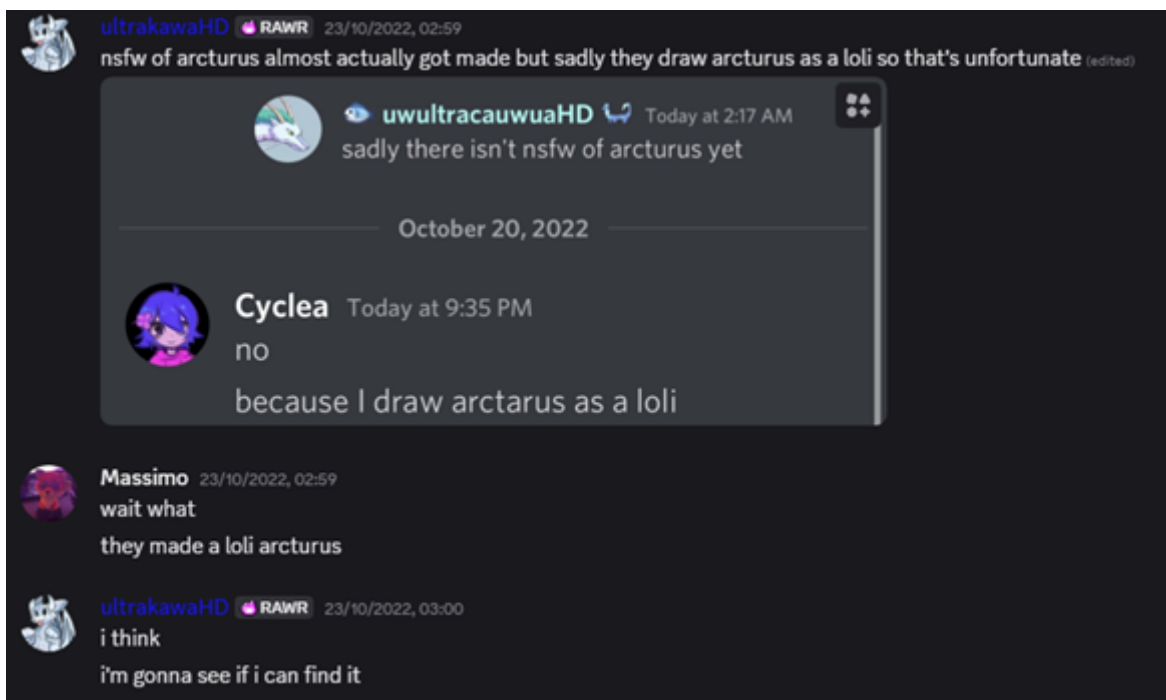 ultrakawaHD RAWR 23/10/2022, 02:59
nsfw of arcturus almost actually got made but sadly they draw arcturus as a loli so that's unfortunate (edited)
uwultracauwuaHD Today at 2:17 AM
sadly there isn't nsfw of arcturus yet
October 20, 2022
Cyclea Today at 9:35 PM
no
because I draw arctarus as a loli
Massimo 23/10/2022, 02:59
wait what
they made a loli arcturus
ultrakawaHD RAWR 23/10/2022, 03:00
i think
i'm gonna see if i can find it